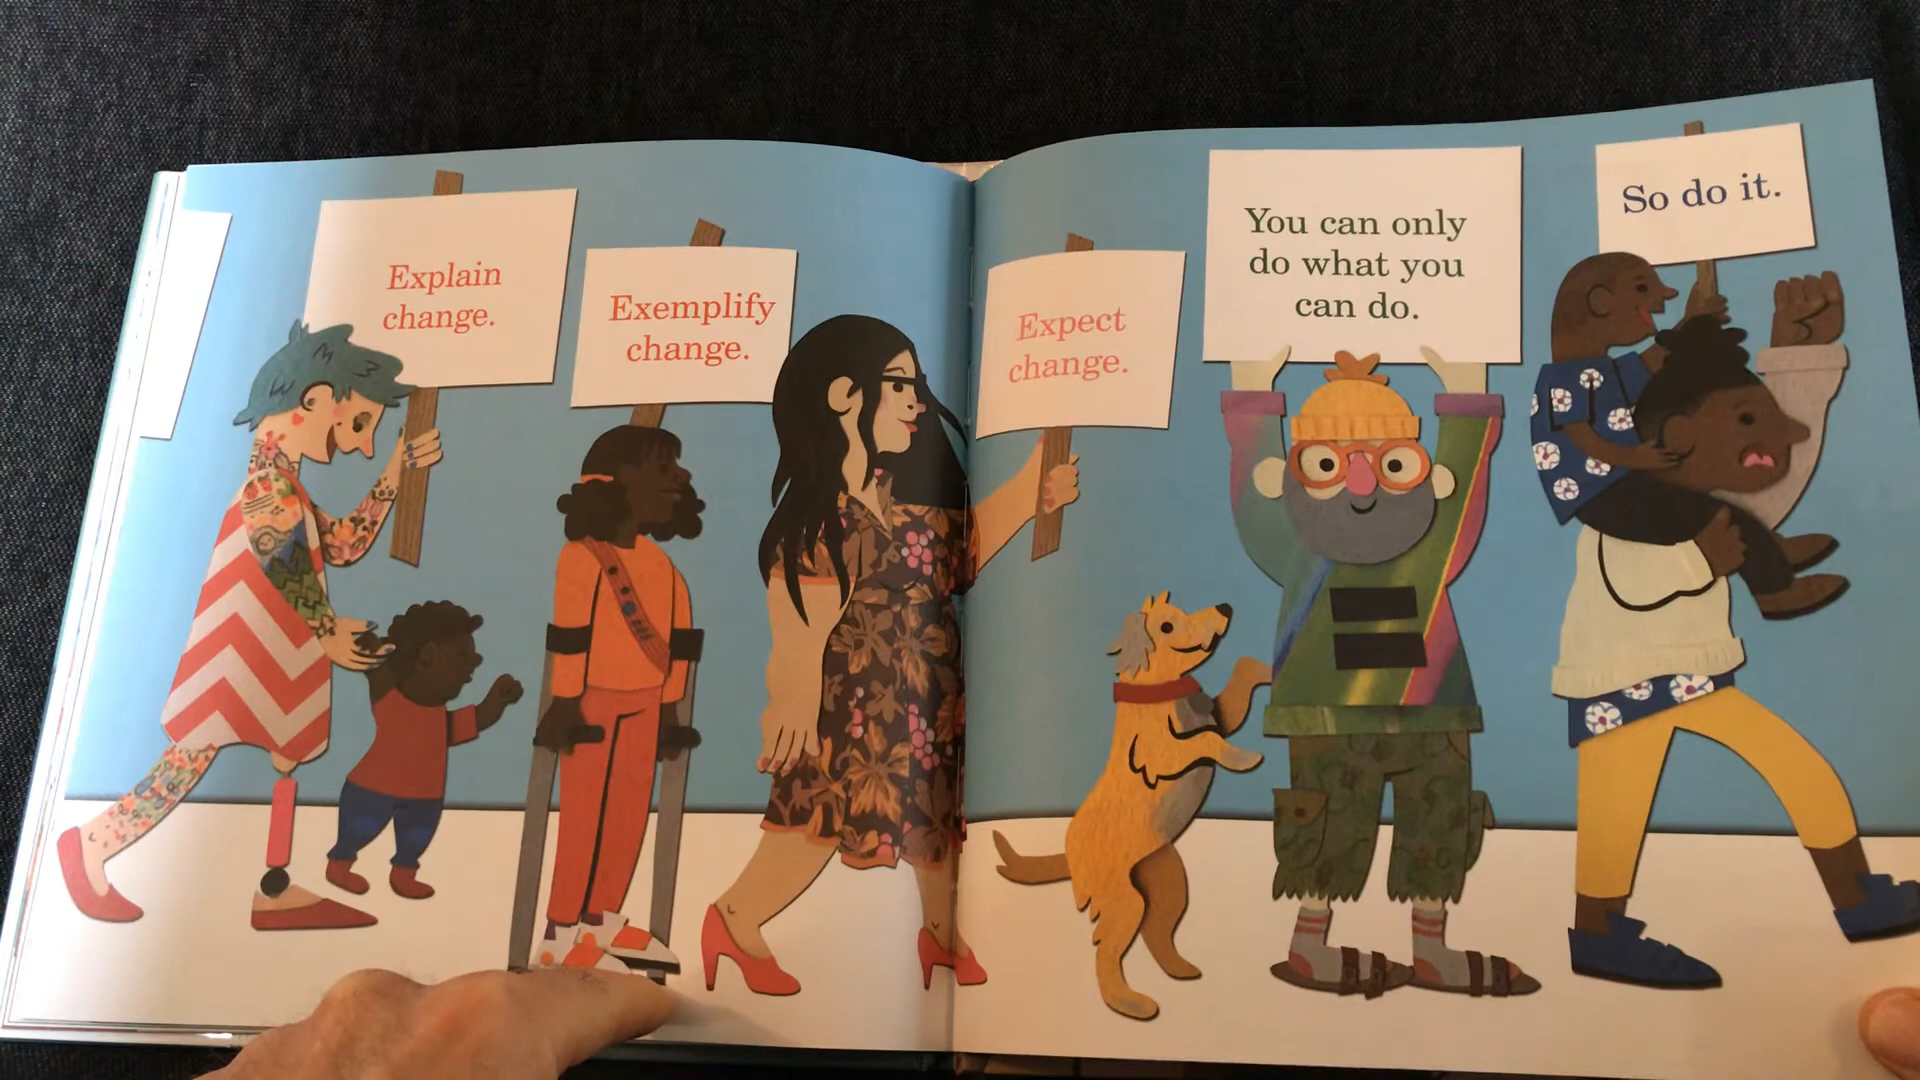 Explain
change.
Exemplify
change.
Expect
change.
You can only
do what you
can do.
So do it.